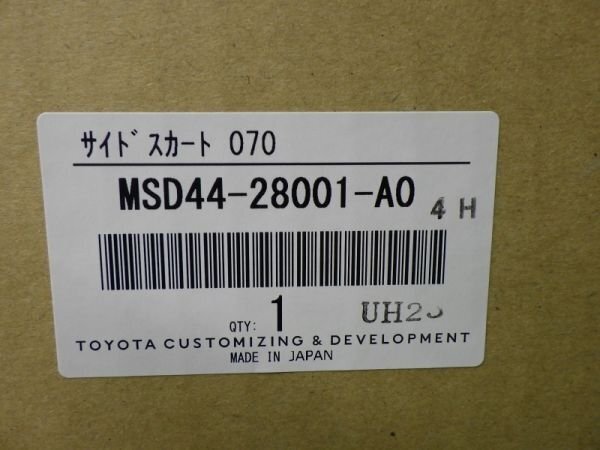 サイドスカート 070
MSD44-28001-A0 4 H
QTY: 1
TOYOTA CUSTOMIZING & DEVELOPMENT
MADE IN JAPAN